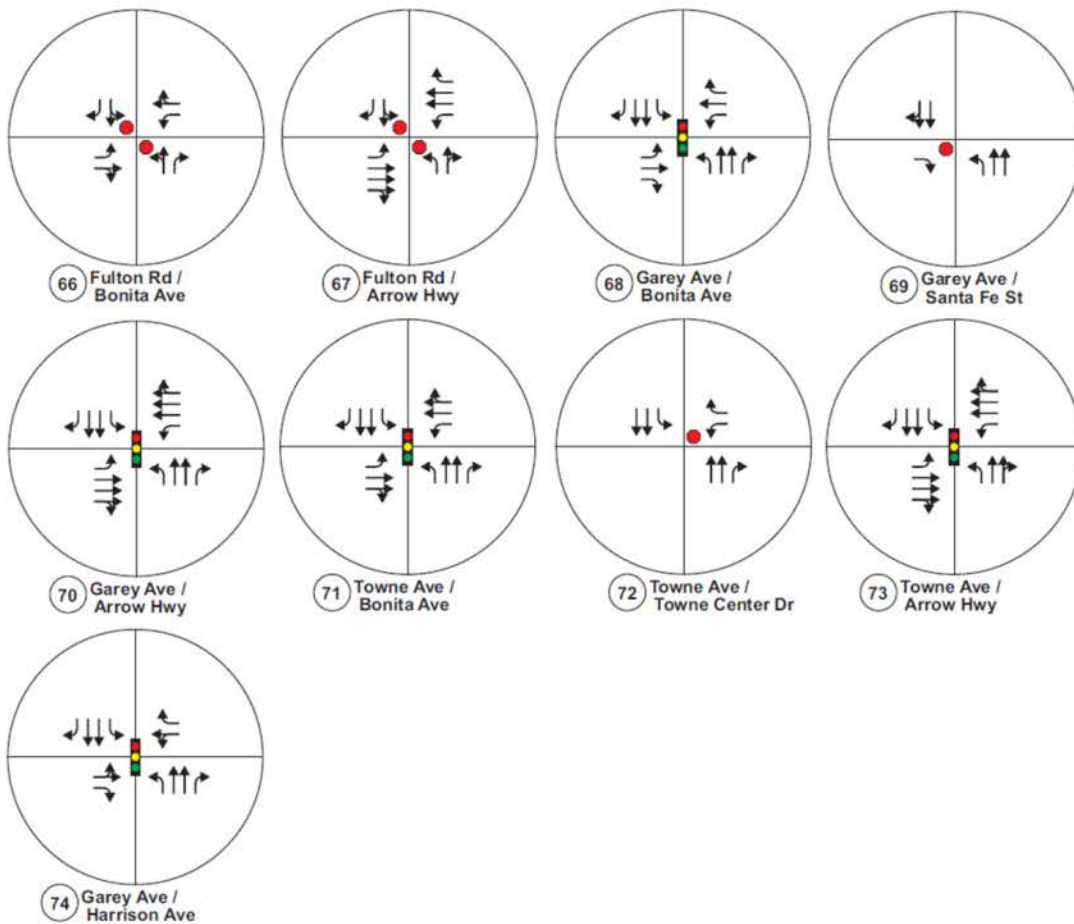 66 Fulton Rd /
Bonita Ave
67 Fulton Rd /
Arrow Hwy
68 Garey Ave /
Bonita Ave
69 Garey Ave /
Santa Fe St
70 Garey Ave /
Arrow Hwy
71 Towne Ave /
Bonita Ave
72 Towne Ave /
Towne Center Dr
73 Towne Ave /
Arrow Hwy
74 Garey Ave /
Harrison Ave